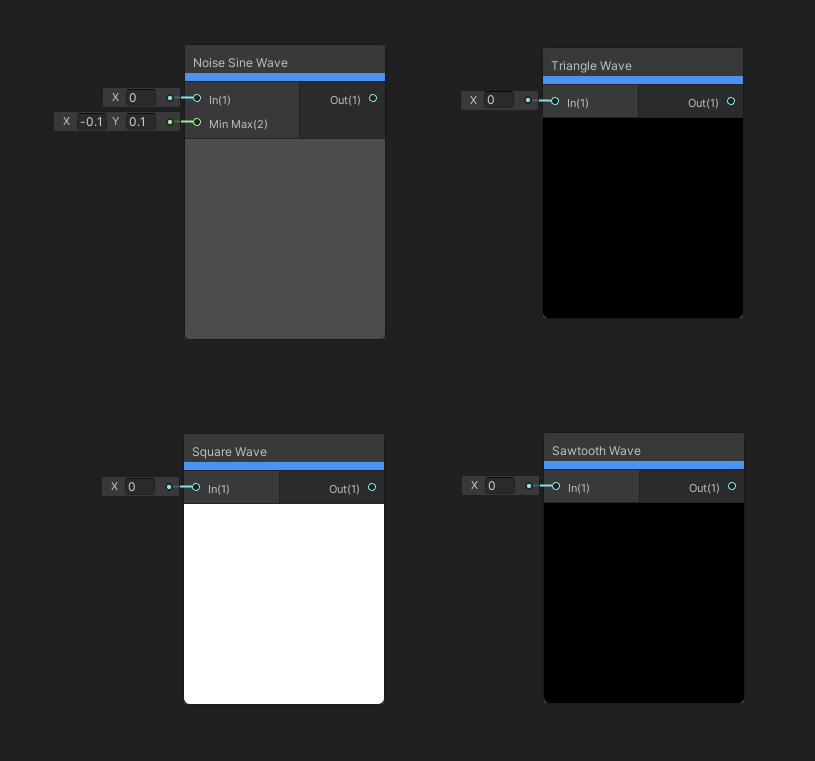 Noise Sine Wave
X 0
In(1)
Out(1)
X -0.1 Y 0.1
Min Max(2)
Triangle Wave
X 0
In(1)
Out(1)
Square Wave
X 0
In(1)
Out(1)
Sawtooth Wave
X 0
In(1)
Out(1)